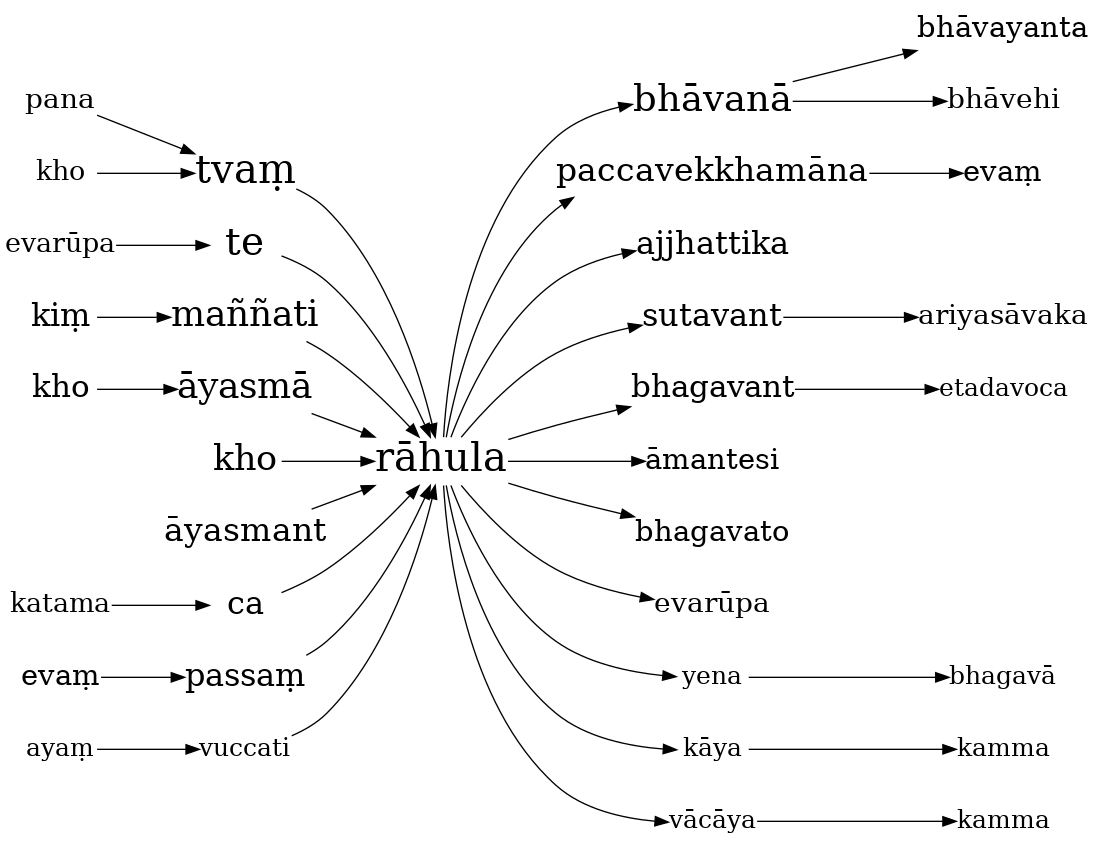 bhāvayanta
pana
bhāvanā
bhāvehi
kho
tvaṃ
paccavekkhamāna
evaṃ
evarūpa
te
ajjhattika
kiṃ
maññati
sutavant
ariyasāvaka
kho
āyasmā
bhagavant
etadavoca
kho
rāhula
āmantesi
āyasmant
bhagavato
katama
ca
evarūpa
evaṃ
passaṃ
yena
bhagavā
ayaṃ
vuccati
kāya
kamma
vācāya
kamma